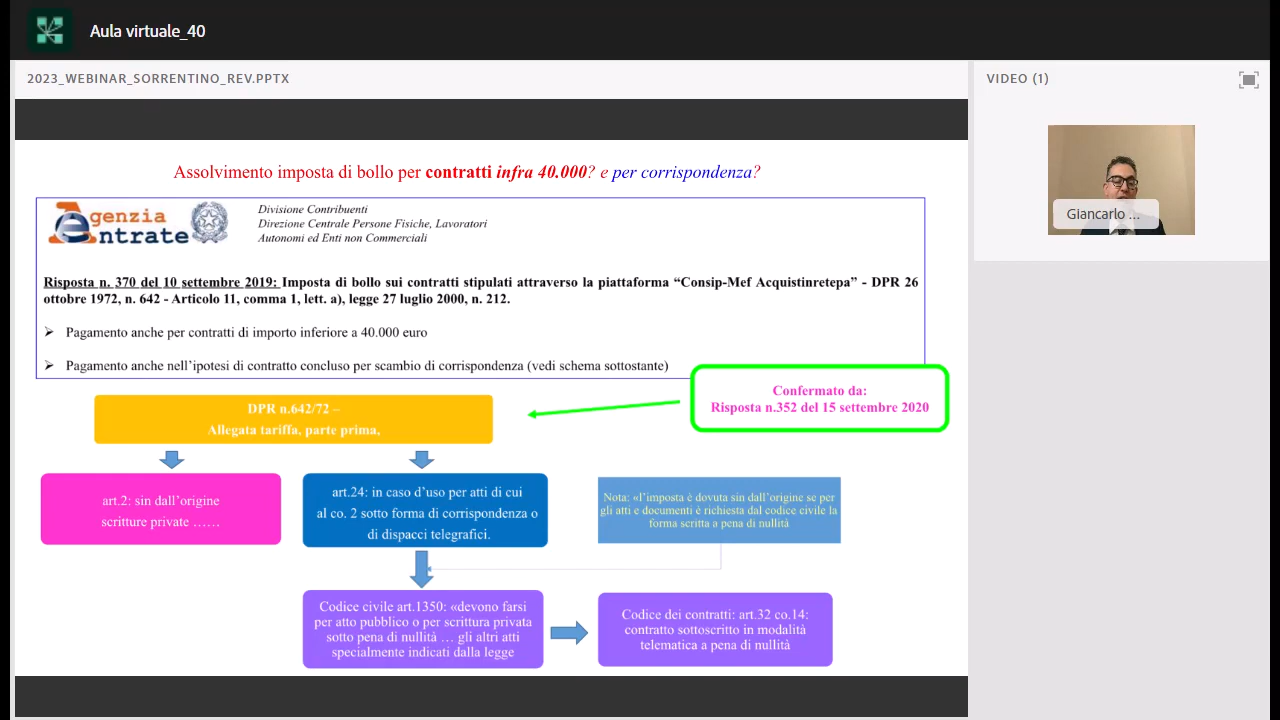 Aula virtuale_40
2023_WEBINAR_SORRENTINO_REV.PPTX
VIDEO (1)
Giancarlo ...
Assolvimento imposta di bollo per contratti infra 40.000? e per corrispondenza?
Agenzia
Entrate
Divisione Contribuenti
Direzione Centrale Persone Fisiche, Lavoratori
Autonomi ed Enti non Commerciali
Risposta n. 370 del 10 settembre 2019: Imposta di bollo sui contratti stipulati attraverso la piattaforma “Consip-Mef Acquistinretepa” - DPR 26
ottobre 1972, n. 642 - Articolo 11, comma 1, lett. a), legge 27 luglio 2000, n. 212.
➢ Pagamento anche per contratti di importo inferiore a 40.000 euro
➢ Pagamento anche nell’ipotesi di contratto concluso per scambio di corrispondenza (vedi schema sottostante)
Confermato da:
Risposta n.352 del 15 settembre 2020
DPR n.642/72 –
Allegata tariffa, parte prima,
art.2: sin dall’origine
scritture private ……
art.24: in caso d’uso per atti di cui
al co. 2 sotto forma di corrispondenza o
di dispacci telegrafici.
Nota: «l’imposta è dovuta sin dall’origine se per
gli atti e documenti è richiesta dal codice civile la
forma scritta a pena di nullità
Codice civile art.1350: «devono farsi
per atto pubblico o per scrittura privata
sotto pena di nullità … gli altri atti
specialmente indicati dalla legge
Codice dei contratti: art.32 co.14:
contratto sottoscritto in modalità
telematica a pena di nullità